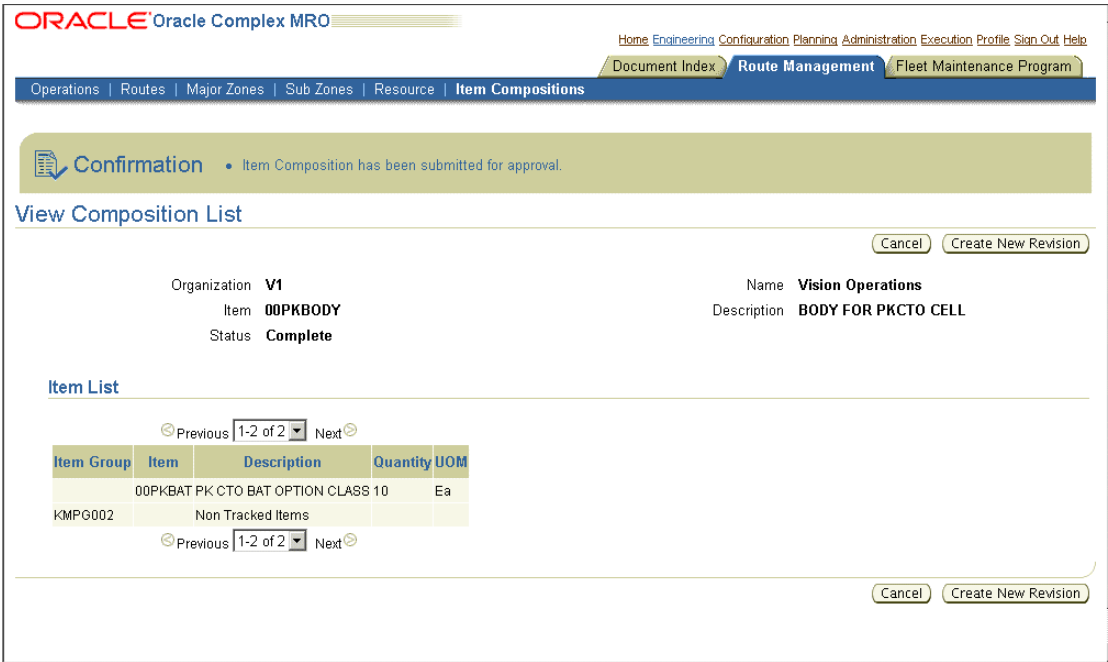 ORACLE® Oracle Complex MRO
Home Engineering Configuration Planning Administration Execution Profile Sign Out Help
Document Index Route Management Fleet Maintenance Program
Operations | Routes | Major Zones | Sub Zones | Resource | Item Compositions
Confirmation • Item Composition has been submitted for approval.
View Composition List
Cancel Create New Revision
Organization V1 Name Vision Operations
Item 00PKBODY Description BODY FOR PKCTO CELL
Status Complete
Item List
Previous 1-2 of 2 Next
Item Group Item Description Quantity UOM
00PKBAT PK CTO BAT OPTION CLASS 10 Ea
KMPG002 Non Tracked Items
Previous 1-2 of 2 Next
Cancel Create New Revision